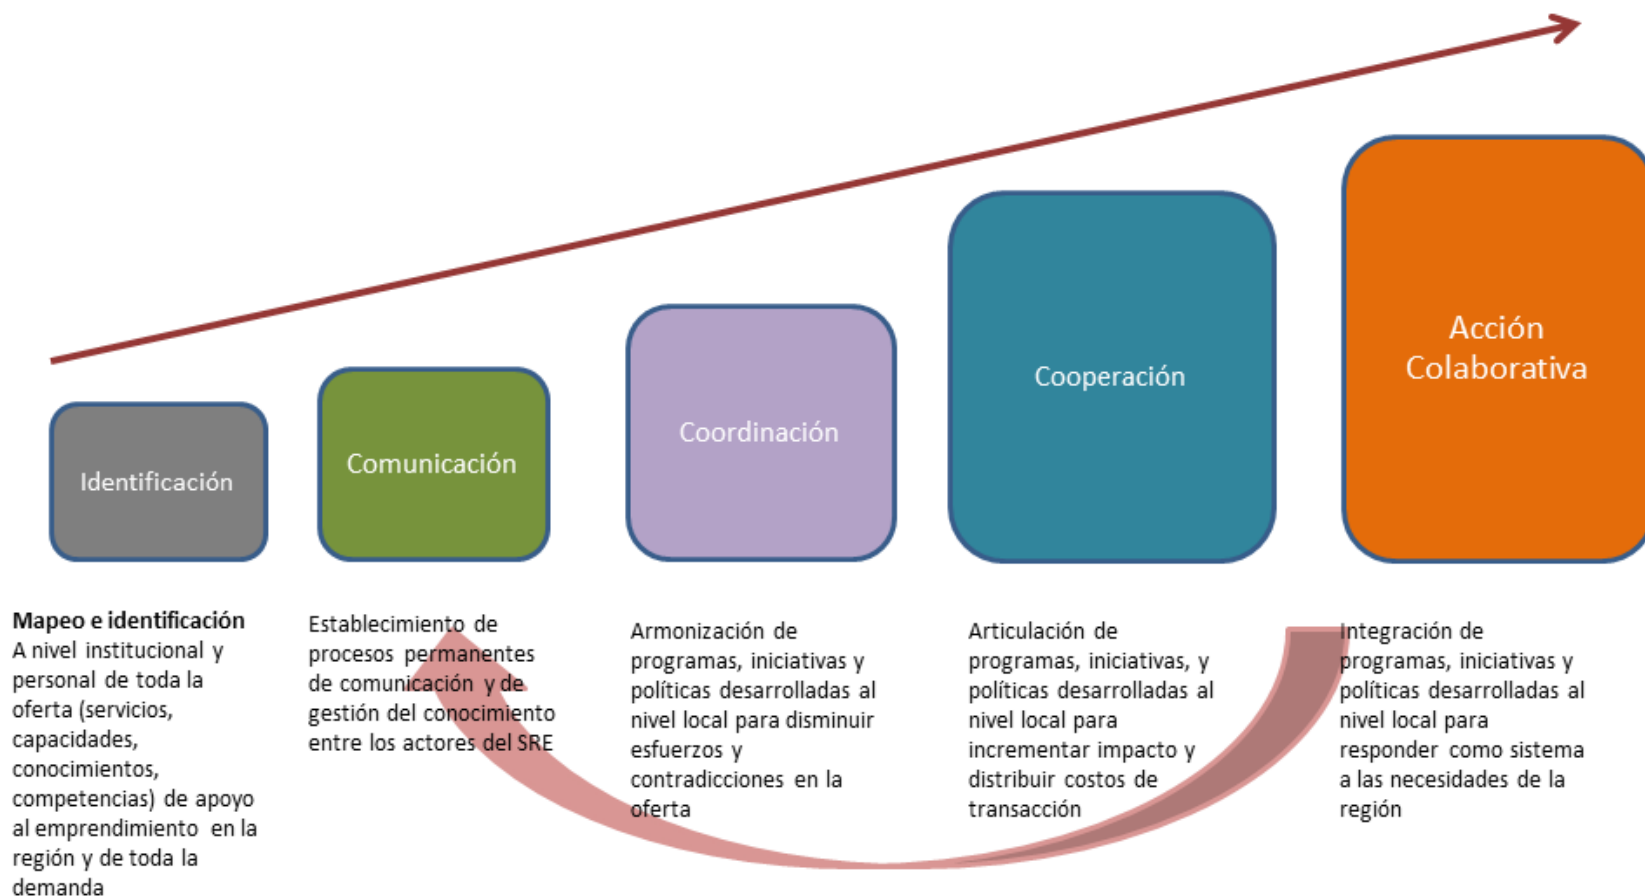 Acción
Colaborativa
Cooperación
Coordinación
Comunicación
Identificación
Mapeo e identificación
A nivel institucional y
personal de toda la
oferta (servicios,
capacidades,
conocimientos,
competencias) de apoyo
al emprendimiento en la
región y de toda la
demanda
Establecimiento de
procesos permanentes
de comunicación y de
gestión del conocimiento
entre los actores del SRE
Armonización de
programas, iniciativas y
políticas desarrolladas al
nivel local para disminuir
esfuerzos y
contradicciones en la
oferta
Articulación de
programas, iniciativas, y
políticas desarrolladas al
nivel local para
incrementar impacto y
distribuir costos de
transacción
Integración de
programas, iniciativas y
políticas desarrolladas al
nivel local para
responder como sistema
a las necesidades de la
región